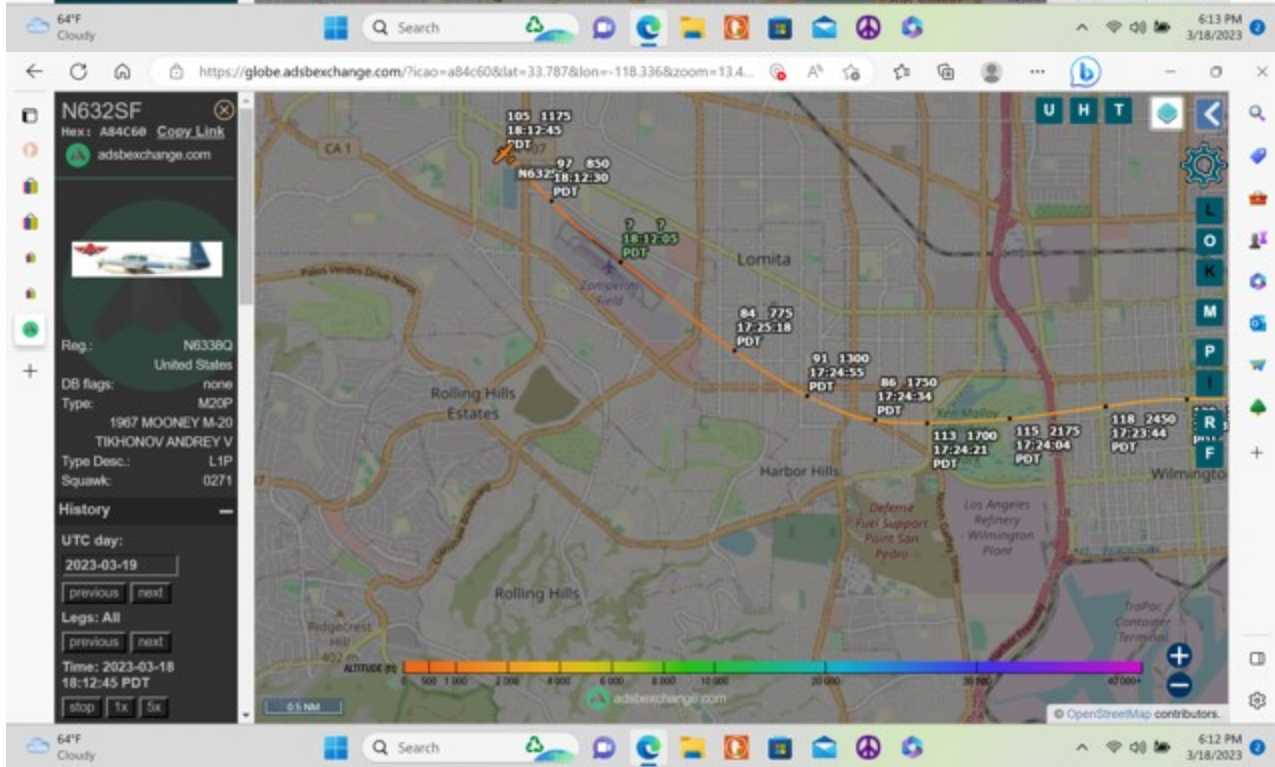 64°F
Cloudy
Search
6:13 PM
3/18/2023
2
https://globe.adsbexchange.com/?icao=a84c60&lat=33.787&lon=-118.336&zoom=13.4...
N632SF
Hex: A84C60 Copy Link
adsbexchange.com
Reg.: N6338Q
United States
DB flags: none
Type: M20P
1967 MOONEY M-20
TIKHONOV ANDREY V
Type Desc.: L1P
Squawk: 0271
History
UTC day:
2023-03-19
previous next
Legs: All
previous next
Time: 2023-03-18
18:12:45 PDT
stop 1x 5x
U H T
L
O
K
M
P
I
R
F
CA 1
105 1175
18:12:45
PDT
N632
97 850
18:12:30
PDT
? ?
18:12:05
PDT
Lomita
Palos Verdes Drive North
Zamperini
Field
84 775
17:25:18
PDT
91 1300
17:24:55
PDT
86 1750
17:24:34
PDT
Rolling Hills
Estates
Ken Malloy
113 1700
17:24:21
PDT
115 2175
17:24:04
PDT
118 2450
17:23:44
PDT
Wilmingto
Harbor Hills
Defense
Fuel Support
Point San
Pedro
Los Angeles
Refinery
- Wilmington
Plant
Rolling Hills
Ridgecrest
Hill
402 m
TraPac
Container
Terminal
ALTITUDE (ft) 0 500 1 000 2 000 4 000 6 000 8 000 10 000 20 000 30 000 40 000+
adsbexchange.com
0.5 NM
© OpenStreetMap contributors.
64°F
Cloudy
Search
6:12 PM
3/18/2023
2